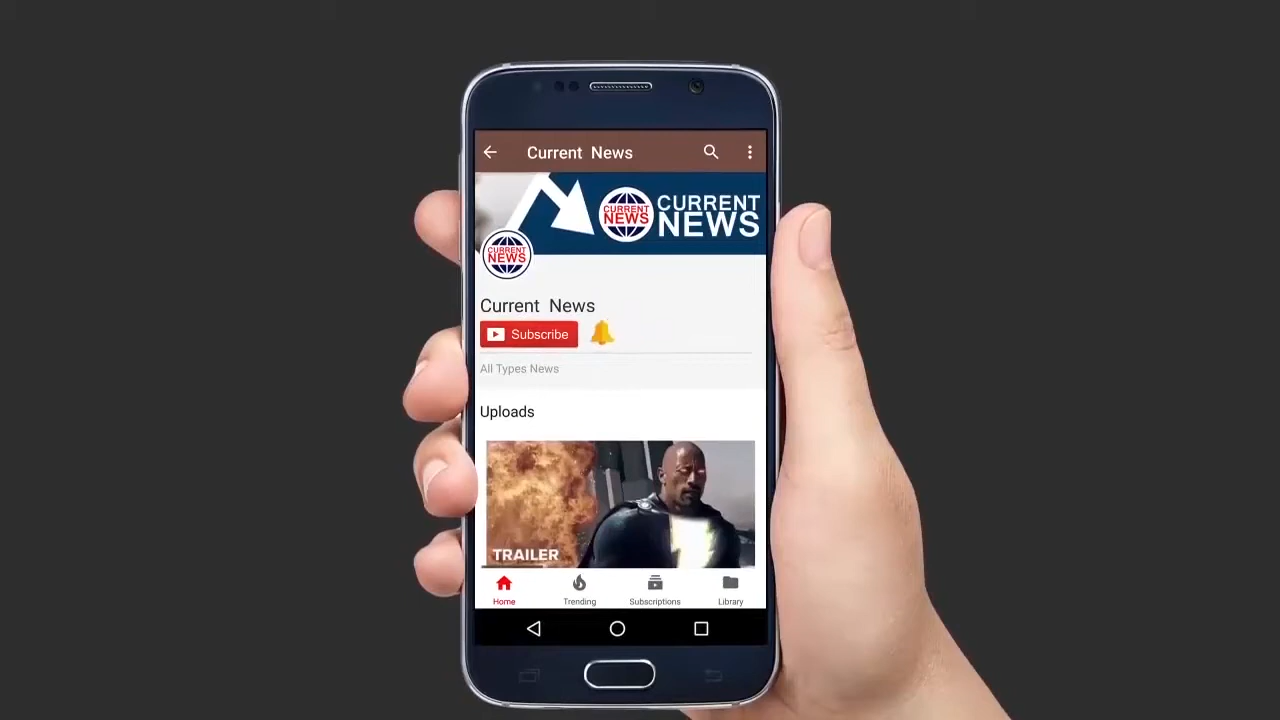 Current News
CURRENT
NEWS
CURRENT
NEWS
CURRENT
NEWS
Current News
Subscribe
All Types News
Uploads
TRAILER
Home
Trending
Subscriptions
Library